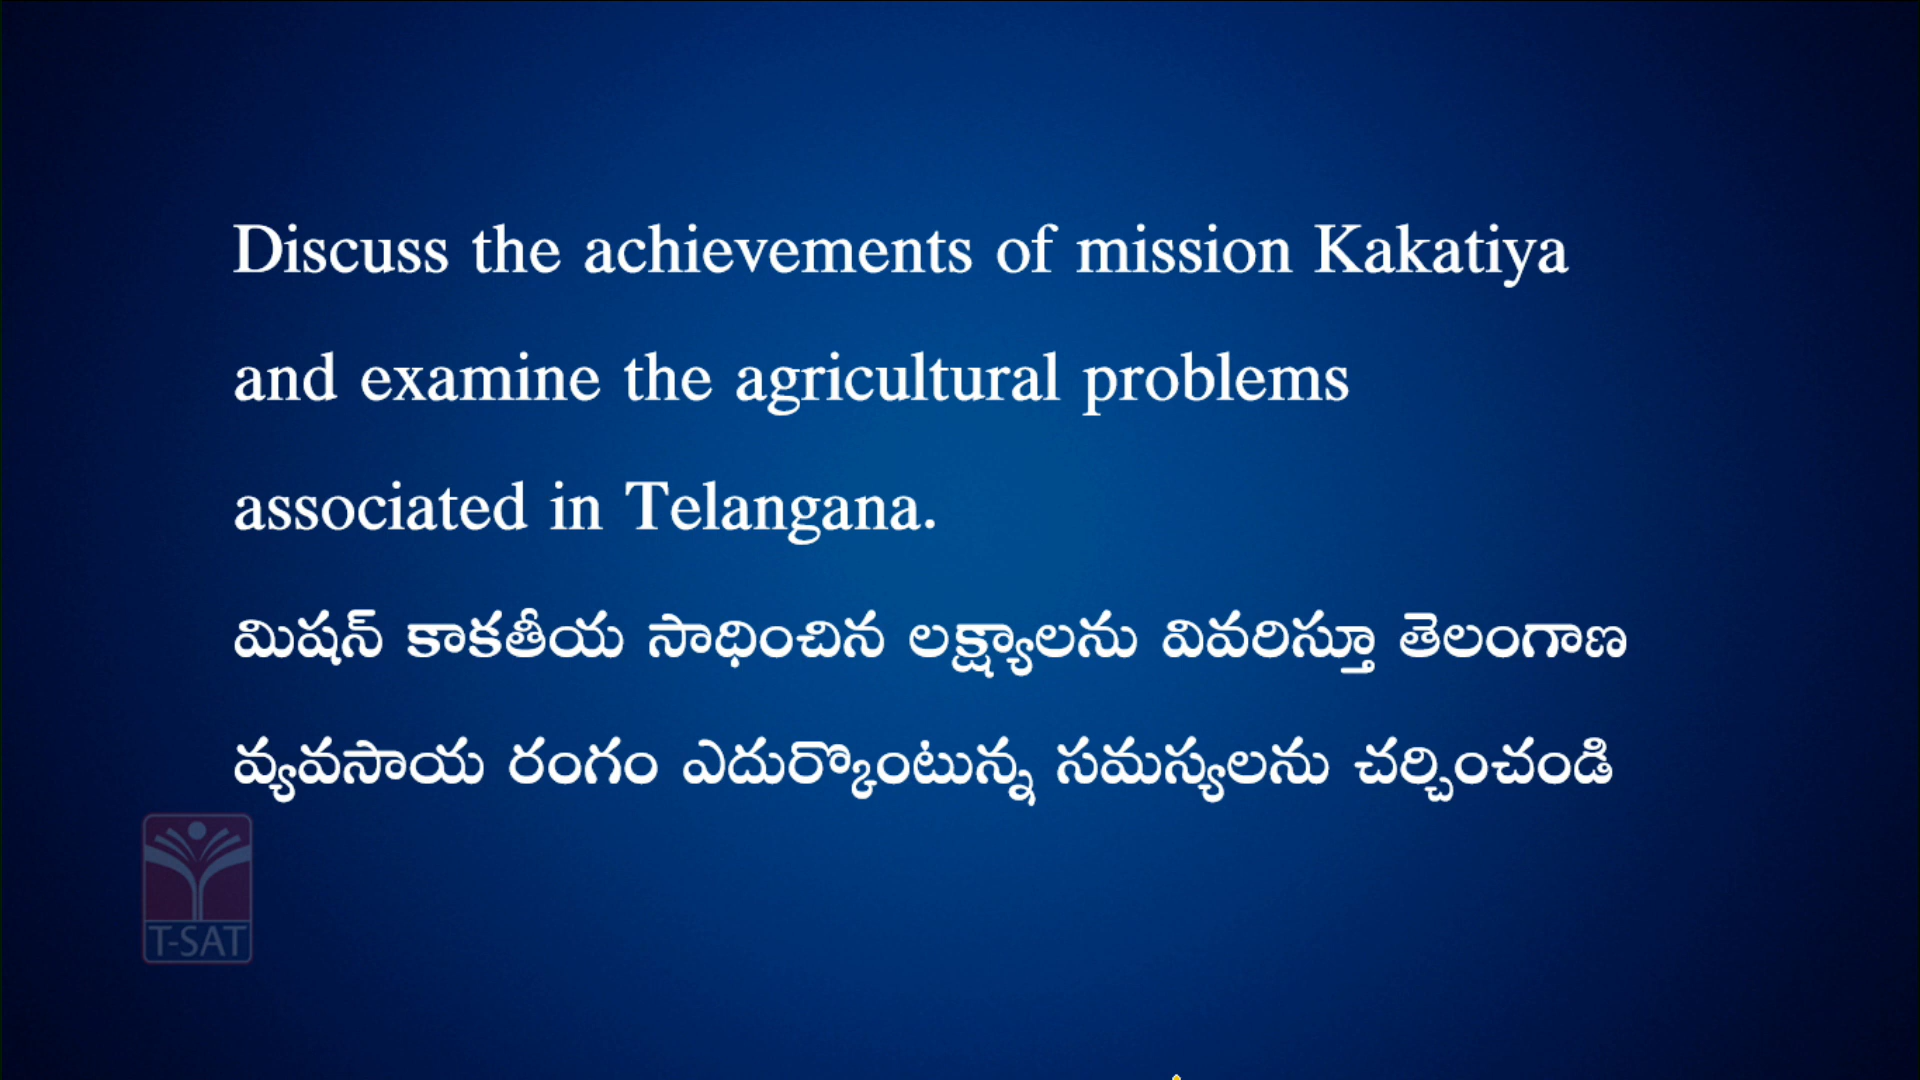 Discuss the achievements of mission Kakatiya
and examine the agricultural problems
associated in Telangana.
మిషన్ కాకతీయ సాధించిన లక్ష్యాలను వివరిస్తూ తెలంగాణ
వ్యవసాయ రంగం ఎదుర్కొంటున్న సమస్యలను చర్చించండి
T-SAT